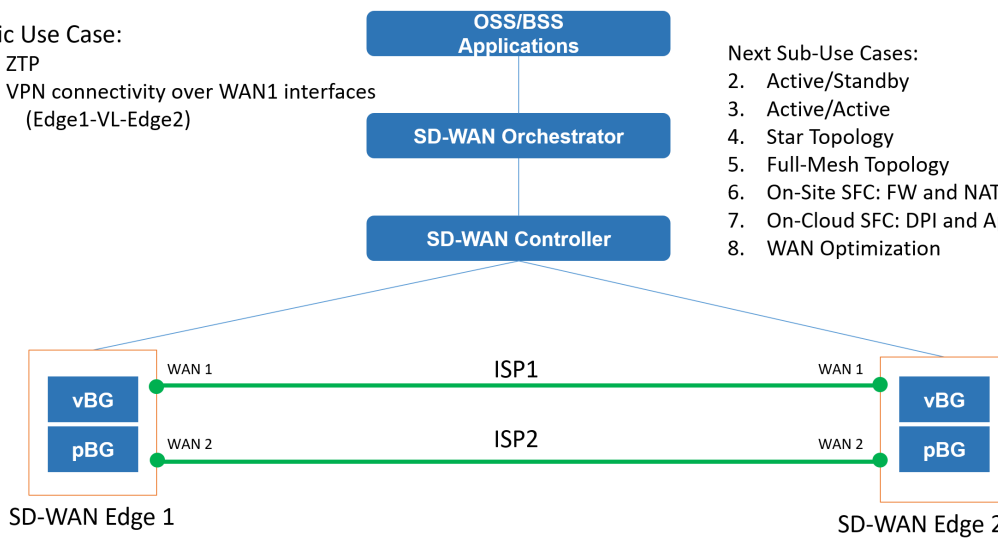 ic Use Case:
ZTP
VPN connectivity over WAN1 interfaces
(Edge1-VL-Edge2)
OSS/BSS
Applications
SD-WAN Orchestrator
SD-WAN Controller
Next Sub-Use Cases:
2. Active/Standby
3. Active/Active
4. Star Topology
5. Full-Mesh Topology
6. On-Site SFC: FW and NAT
7. On-Cloud SFC: DPI and A
8. WAN Optimization
WAN 1
ISP1
WAN 1
vBG
vBG
WAN 2
ISP2
WAN 2
pBG
pBG
SD-WAN Edge 1
SD-WAN Edge 2